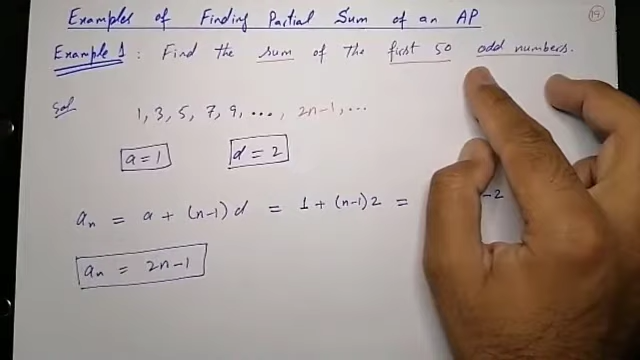 19
Examples of Finding Partial Sum of an AP
Example 1 : Find the sum of the first 50 odd numbers.
Sol
1, 3, 5, 7, 9, ..., 2n-1, ...
a = 1 d = 2
an = a + (n-1) d = 1 + (n-1) 2 = -2
an = 2n-1